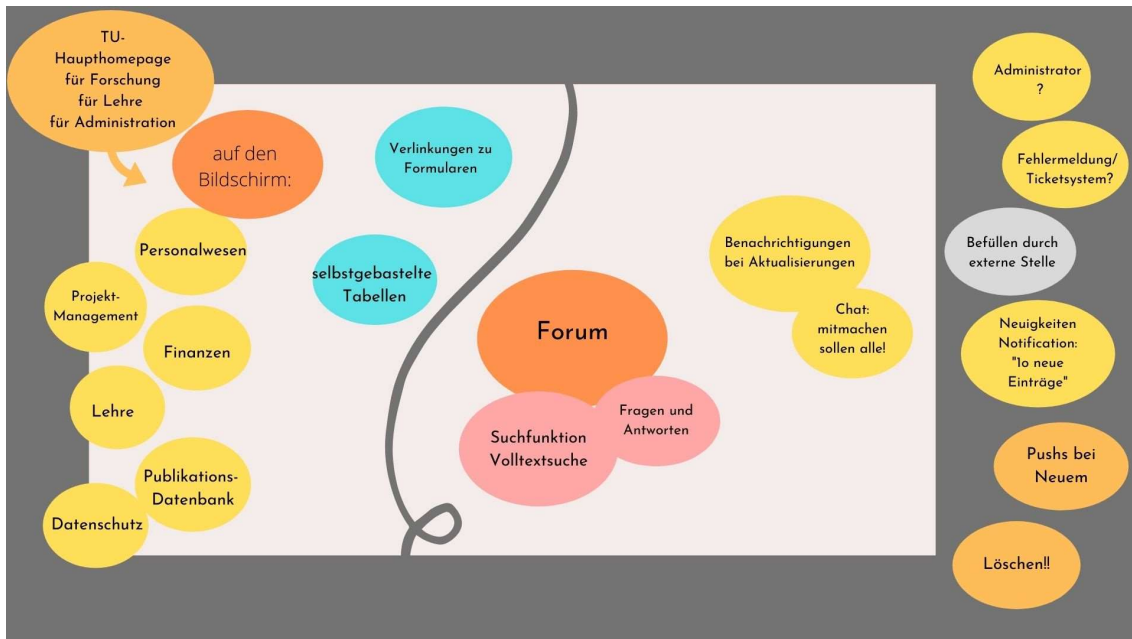 TU-
Haupthomepage
für Forschung
für Lehre
für Administration
auf den
Bildschirm:
Personalwesen
Projekt-
Management
Finanzen
Lehre
Publikations-
Datenbank
Datenschutz
Verlinkungen zu
Formularen
selbstgebastelte
Tabellen
Forum
Suchfunktion
Volltextsuche
Fragen und
Antworten
Benachrichtigungen
bei Aktualisierungen
Chat:
mitmachen
sollen alle!
Administrator
?
Fehlermeldung/
Ticketsystem?
Befüllen durch
externe Stelle
Neuigkeiten
Notification:
"1o neue
Einträge"
Pushs bei
Neuem
Löschen!!